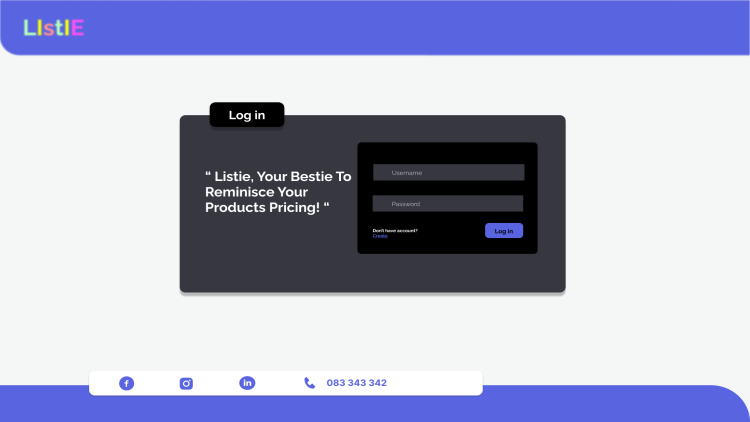 LIstIE
Log in
“ Listie, Your Bestie To
Reminisce Your
Products Pricing! “
Username
Password
Don't have account?
Create
Log in
083 343 342